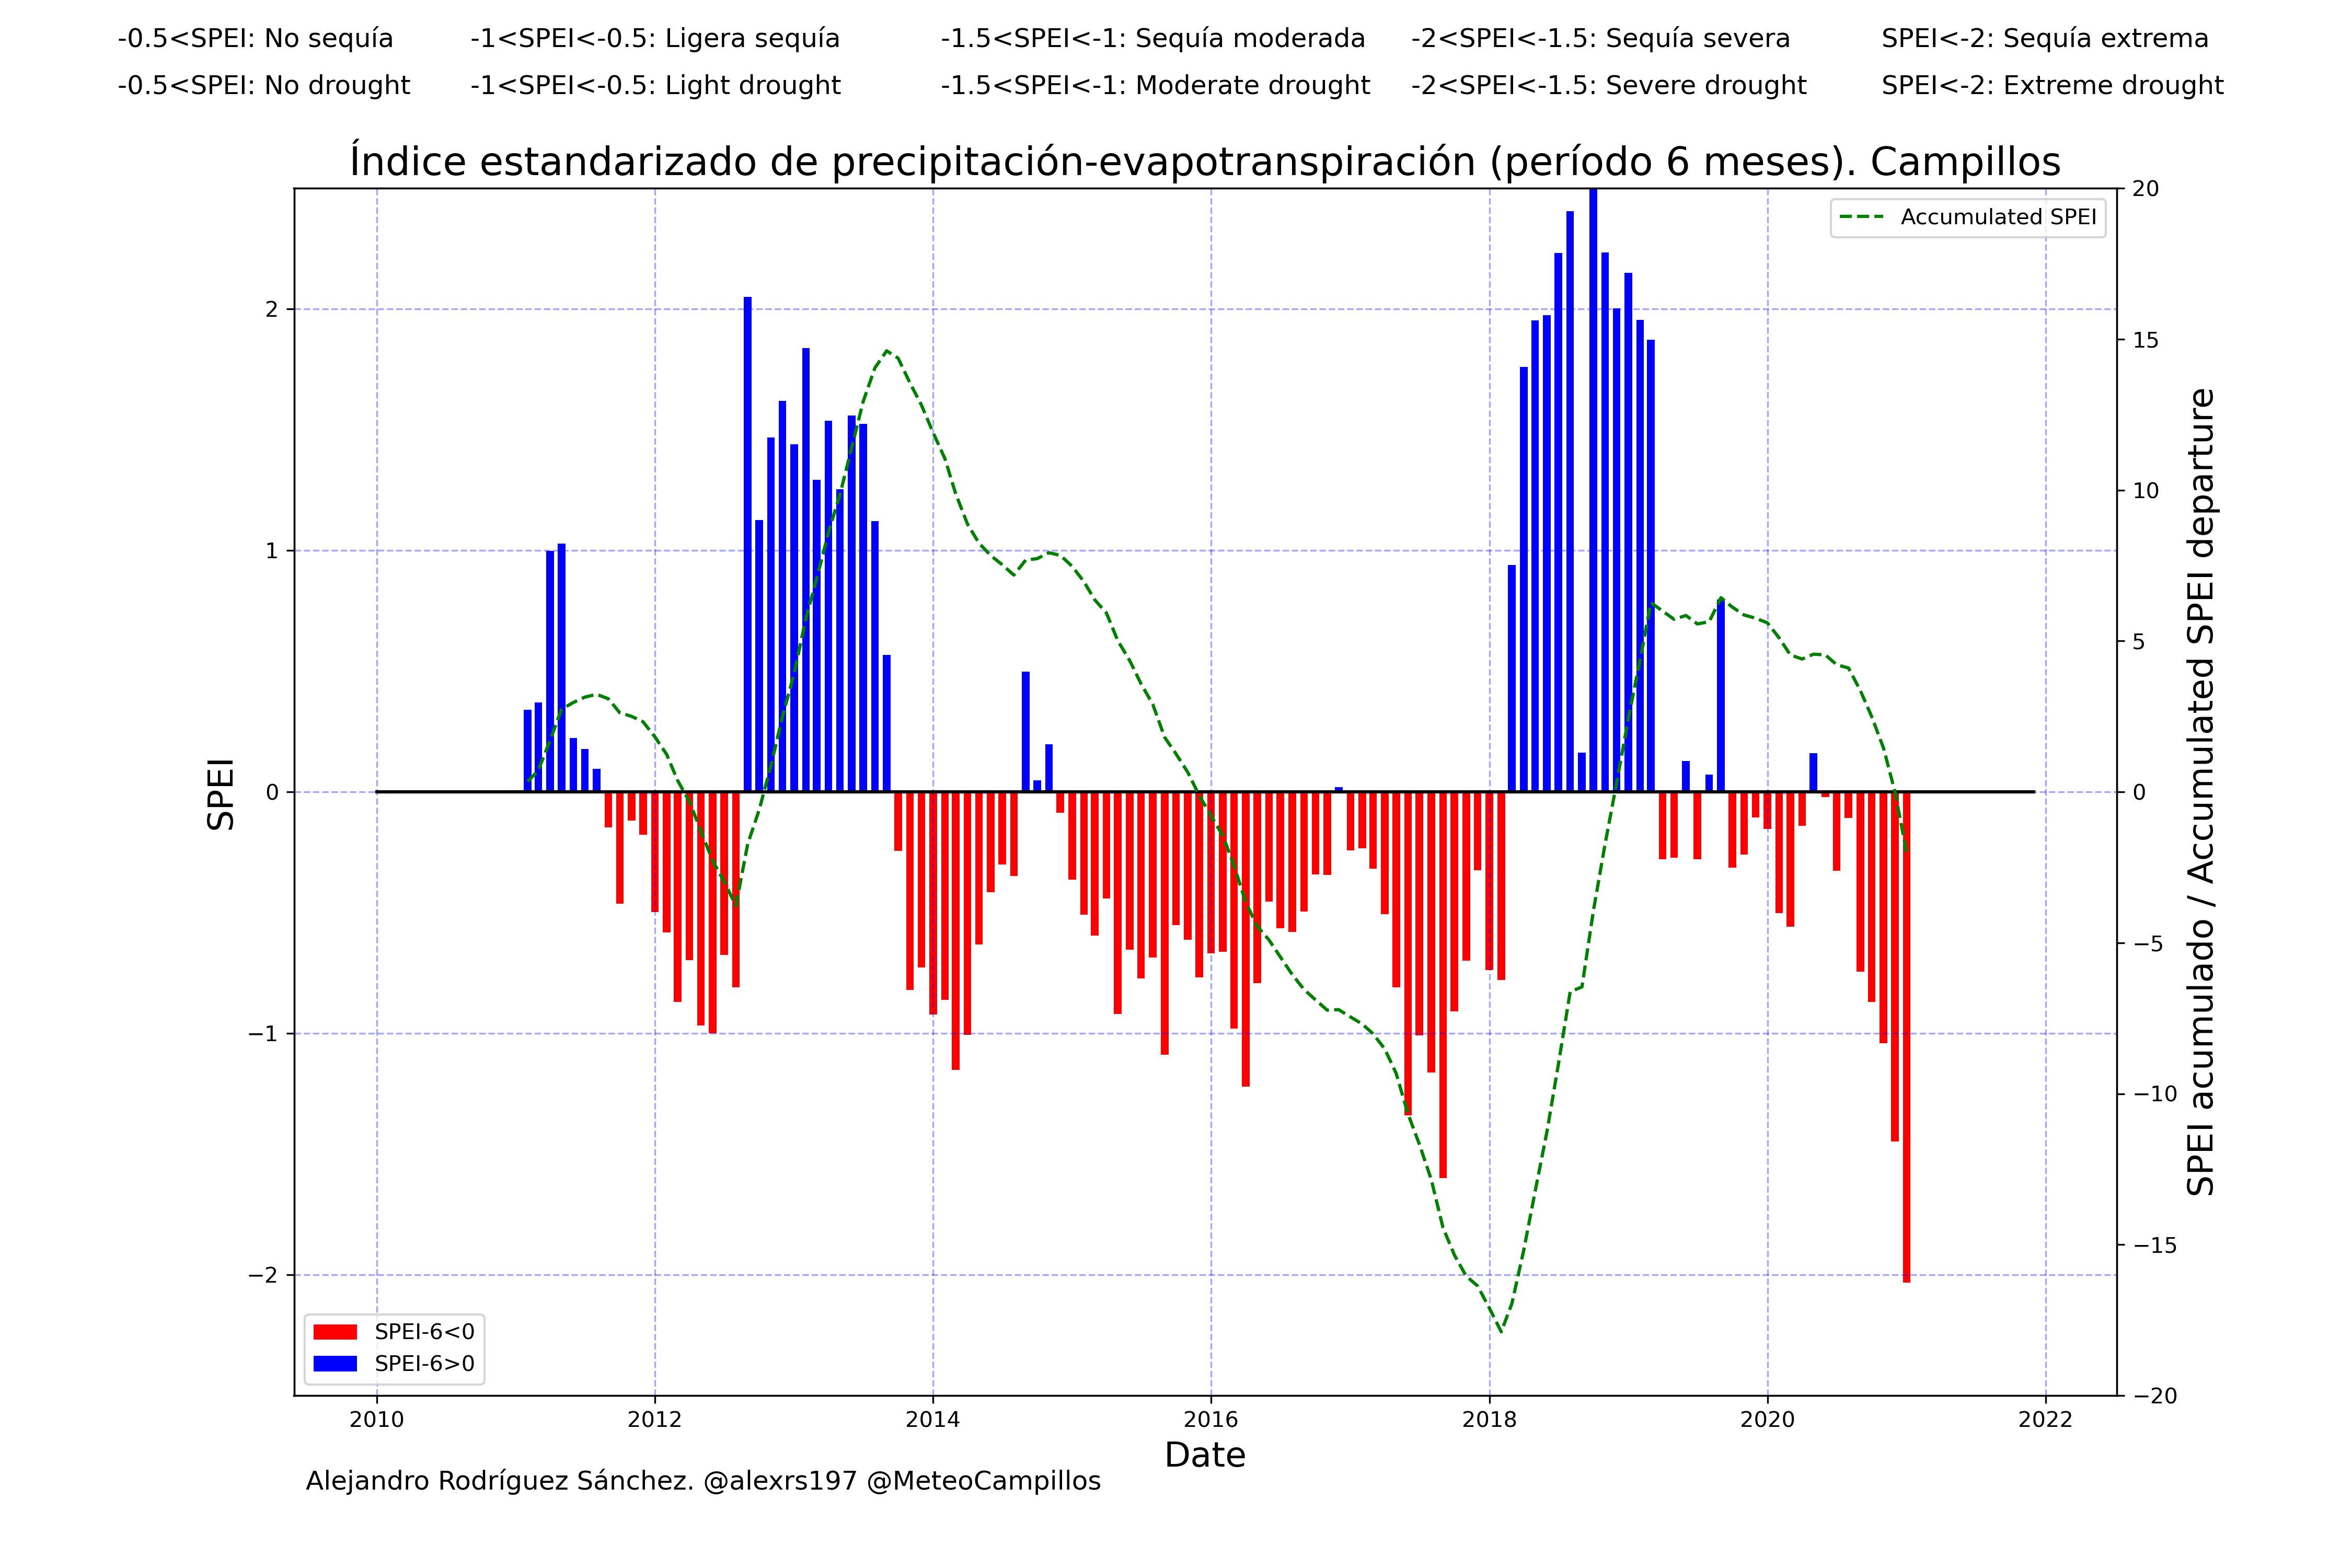 -0.5<SPEI: No sequía -1<SPEI<-0.5: Ligera sequía -1.5<SPEI<-1: Sequía moderada -2<SPEI<-1.5: Sequía severa SPEI<-2: Sequía extrema
-0.5<SPEI: No drought -1<SPEI<-0.5: Light drought -1.5<SPEI<-1: Moderate drought -2<SPEI<-1.5: Severe drought SPEI<-2: Extreme drought
Índice estandarizado de precipitación-evapotranspiración (período 6 meses). Campillos
SPEI
2
1
0
−1
−2
Accumulated SPEI
SPEI-6<0
SPEI-6>0
20
15
10
5
0
−5
−10
−15
−20
SPEI acumulado / Accumulated SPEI departure
2010 2012 2014 2016 2018 2020 2022
Date
Alejandro Rodríguez Sánchez. @alexrs197 @MeteoCampillos